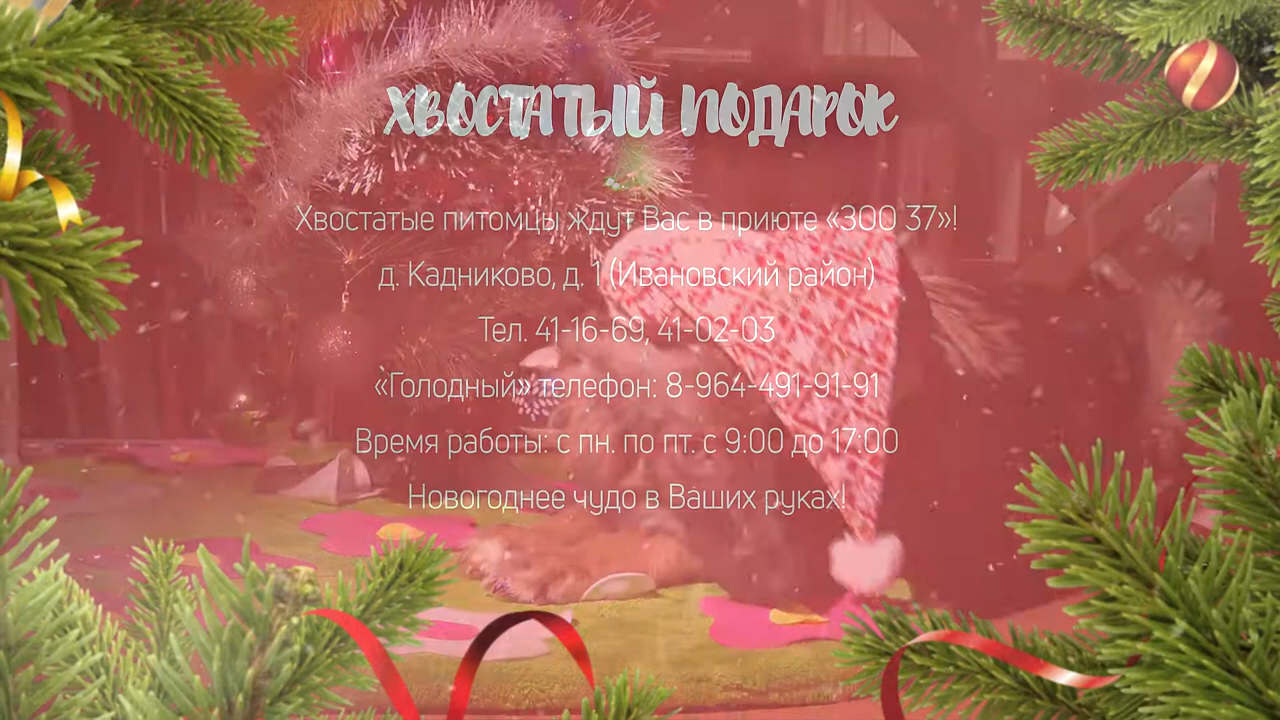 ХВОСТАТЫЙ ПОДАРОК
Хвостатые питомцы ждут Вас в приюте «ЗОО 37»!
д. Кадниково, д. 1 (Ивановский район)
Тел. 41-16-69, 41-02-03
«Голодный» телефон: 8-964-491-91-91
Время работы: с пн. по пт. с 9:00 до 17:00
Новогоднее чудо в Ваших руках!